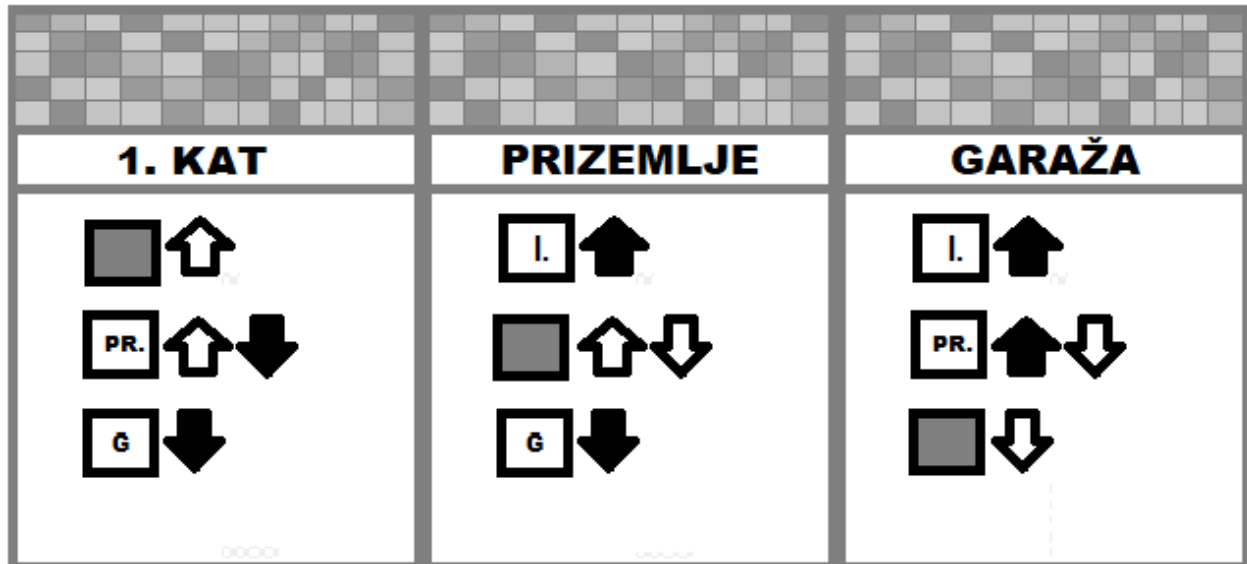 1. KAT
PRIZEMLJE
GARAŽA
PR.
G
I.
G
I.
PR.